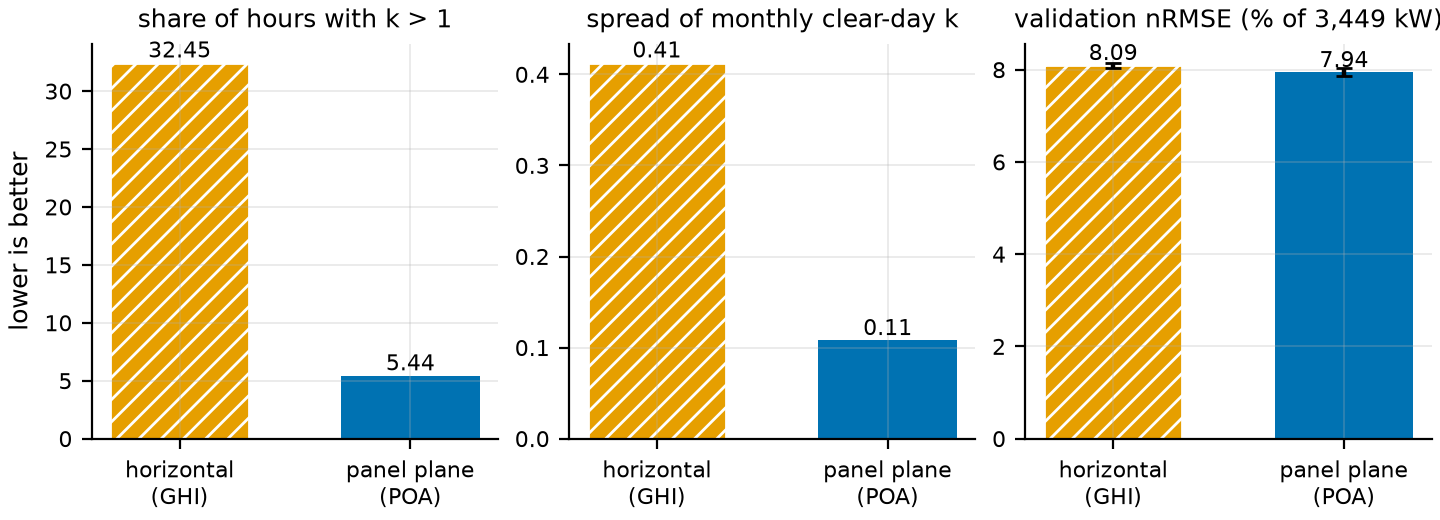 share of hours with k > 1
lower is better
30
25
20
15
10
5
0
32.45
5.44
horizontal
(GHI)
panel plane
(POA)
spread of monthly clear-day k
0.4
0.3
0.2
0.1
0.0
0.41
0.11
horizontal
(GHI)
panel plane
(POA)
validation nRMSE (% of 3,449 kW)
8
6
4
2
0
8.09
7.94
horizontal
(GHI)
panel plane
(POA)